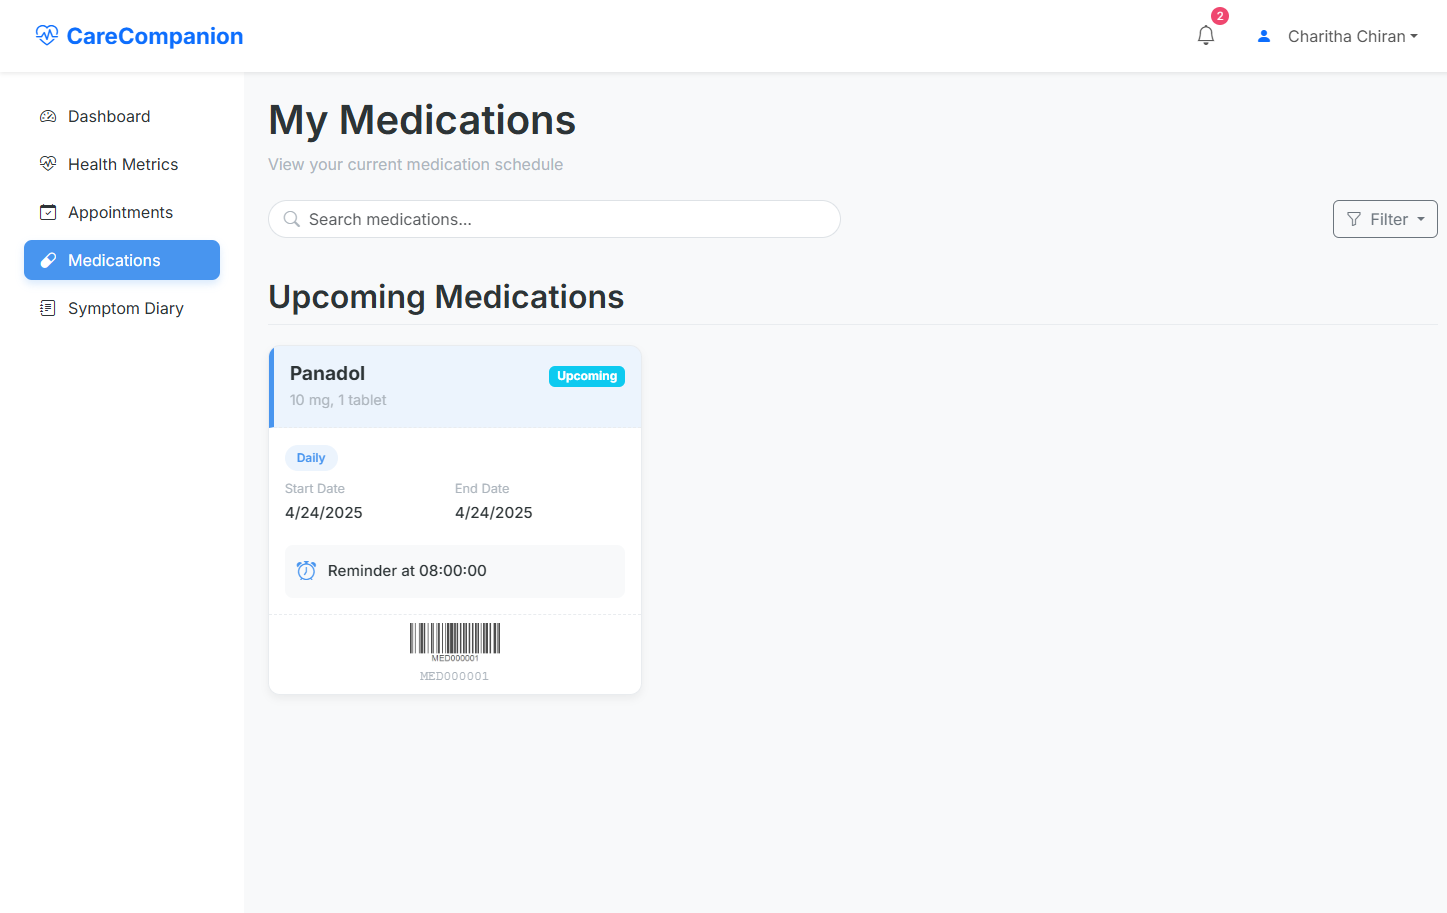 CareCompanion
2
Charitha Chiran
Dashboard
Health Metrics
Appointments
Medications
Symptom Diary
My Medications
View your current medication schedule
Search medications...
Filter
Upcoming Medications
Panadol
Upcoming
10 mg, 1 tablet
Daily
Start Date
End Date
4/24/2025
4/24/2025
Reminder at 08:00:00
MED000001
MED000001